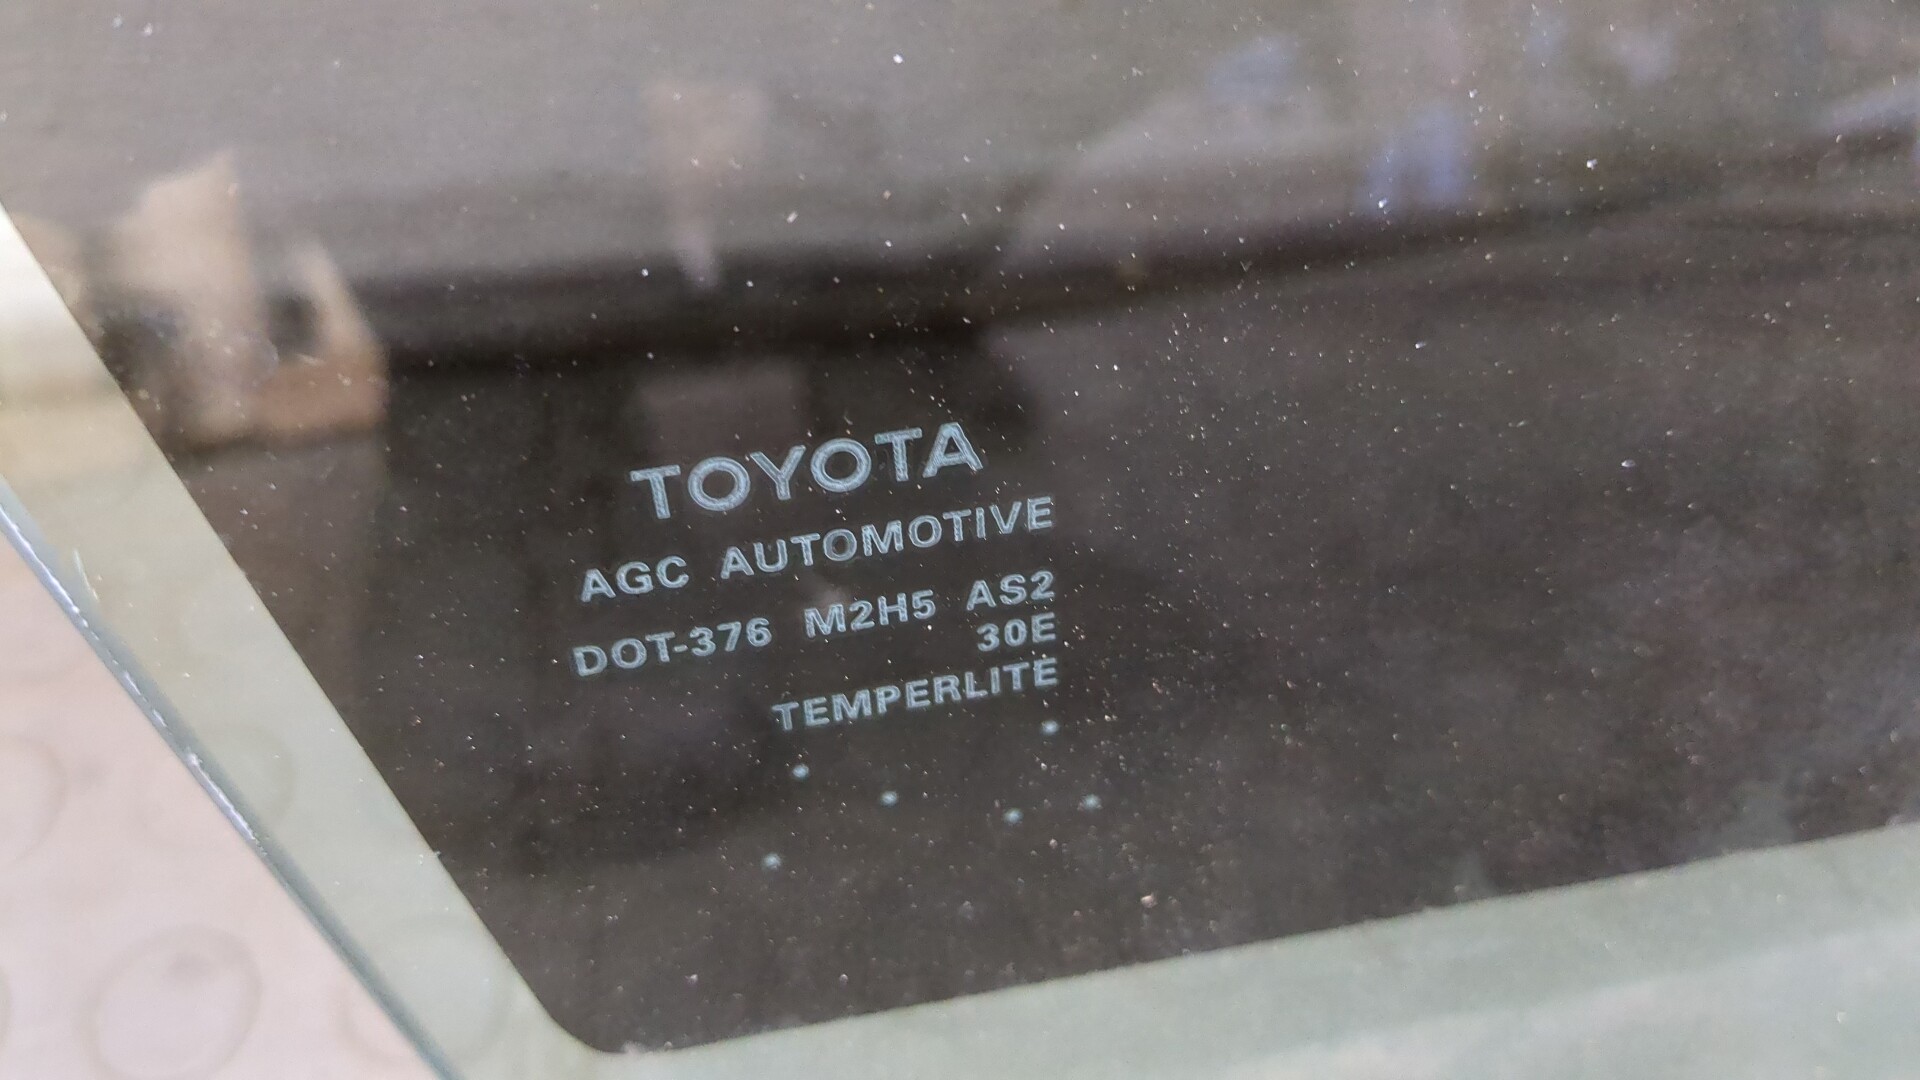 TOYOTA
AGC AUTOMOTIVE
DOT-376 M2H5 AS2
30E
TEMPERLITE